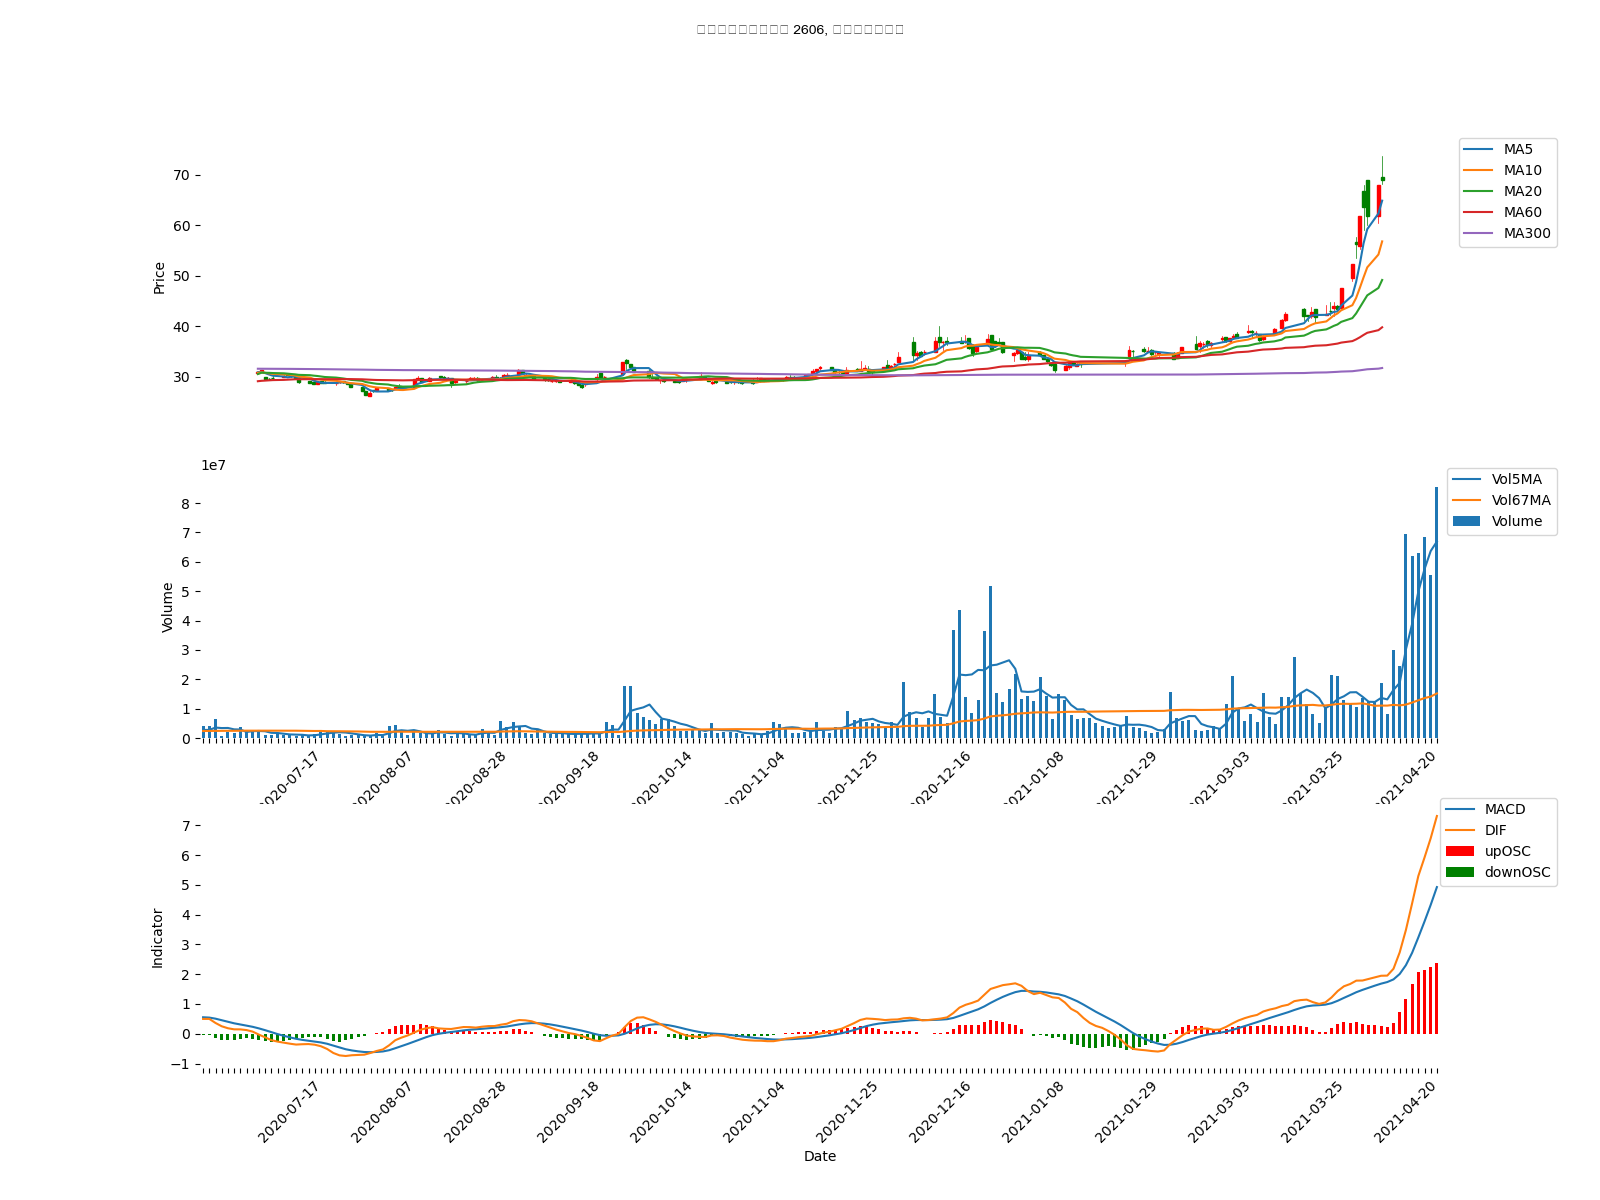 2606,
MA5
MA10
MA20
MA60
MA300
70
60
50
40
30
Price
1e7
Vol5MA
Vol67MA
Volume
8
7
6
5
4
3
2
1
0
Volume
2020-07-17
2020-08-07
2020-08-28
2020-09-18
2020-10-14
2020-11-04
2020-11-25
2020-12-16
2021-01-08
2021-01-29
2021-03-03
2021-03-25
2021-04-20
MACD
DIF
upOSC
downOSC
7
6
5
4
3
2
1
0
−1
Indicator
2020-07-17
2020-08-07
2020-08-28
2020-09-18
2020-10-14
2020-11-04
2020-11-25
2020-12-16
2021-01-08
2021-01-29
2021-03-03
2021-03-25
2021-04-20
Date